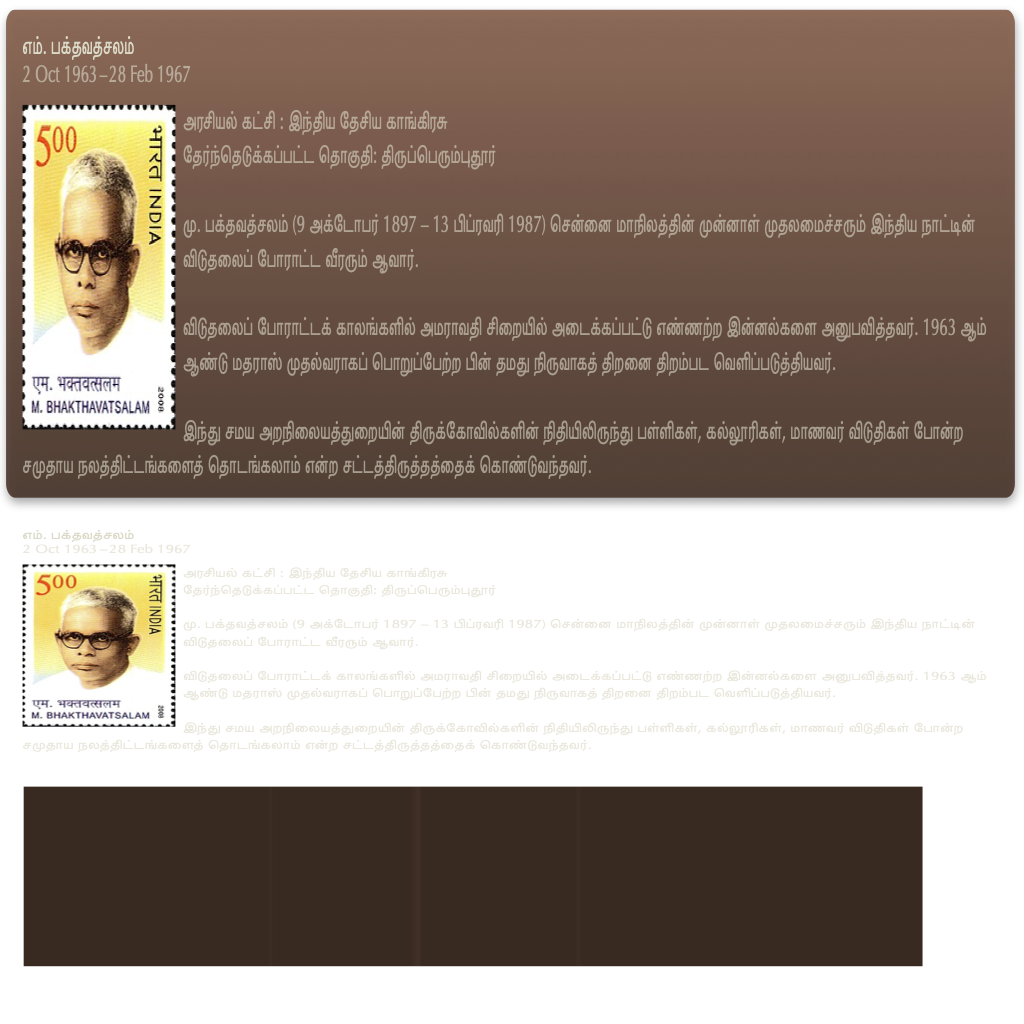 எம். பக்தவத்சலம்
2 Oct 1963 –28 Feb 1967
500
भारत INDIA
एम. भक्तवत्सलम
M. BHAKTHAVATSALAM
2008
அரசியல் கட்சி : இந்திய தேசிய காங்கிரசு
தேர்ந்தெடுக்கப்பட்ட தொகுதி: திருப்பெரும்புதூர்
மு. பக்தவத்சலம் (9 அக்டோபர் 1897 – 13 பிப்ரவரி 1987) சென்னை மாநிலத்தின் முன்னாள் முதலமைச்சரும் இந்திய நாட்டின்
விடுதலைப் போராட்ட வீரரும் ஆவார்.
விடுதலைப் போராட்டக் காலங்களில் அமராவதி சிறையில் அடைக்கப்பட்டு எண்ணற்ற இன்னல்களை அனுபவித்தவர். 1963 ஆம்
ஆண்டு மதராஸ் முதல்வராகப் பொறுப்பேற்ற பின் தமது நிருவாகத் திறனை திறம்பட வெளிப்படுத்தியவர்.
இந்து சமய அறநிலையத்துறையின் திருக்கோவில்களின் நிதியிலிருந்து பள்ளிகள், கல்லூரிகள், மாணவர் விடுதிகள் போன்ற
சமுதாய நலத்திட்டங்களைத் தொடங்கலாம் என்ற சட்டத்திருத்தத்தைக் கொண்டுவந்தவர்.
எம். பக்தவத்சலம்
2 Oct 1963 –28 Feb 1967
500
भारत INDIA
एम. भक्तवत्सलम
M. BHAKTHAVATSALAM
2008
அரசியல் கட்சி : இந்திய தேசிய காங்கிரசு
தேர்ந்தெடுக்கப்பட்ட தொகுதி: திருப்பெரும்புதூர்
மு. பக்தவத்சலம் (9 அக்டோபர் 1897 – 13 பிப்ரவரி 1987) சென்னை மாநிலத்தின் முன்னாள் முதலமைச்சரும் இந்திய நாட்டின்
விடுதலைப் போராட்ட வீரரும் ஆவார்.
விடுதலைப் போராட்டக் காலங்களில் அமராவதி சிறையில் அடைக்கப்பட்டு எண்ணற்ற இன்னல்களை அனுபவித்தவர். 1963 ஆம்
ஆண்டு மதராஸ் முதல்வராகப் பொறுப்பேற்ற பின் தமது நிருவாகத் திறனை திறம்பட வெளிப்படுத்தியவர்.
இந்து சமய அறநிலையத்துறையின் திருக்கோவில்களின் நிதியிலிருந்து பள்ளிகள், கல்லூரிகள், மாணவர் விடுதிகள் போன்ற
சமுதாய நலத்திட்டங்களைத் தொடங்கலாம் என்ற சட்டத்திருத்தத்தைக் கொண்டுவந்தவர்.